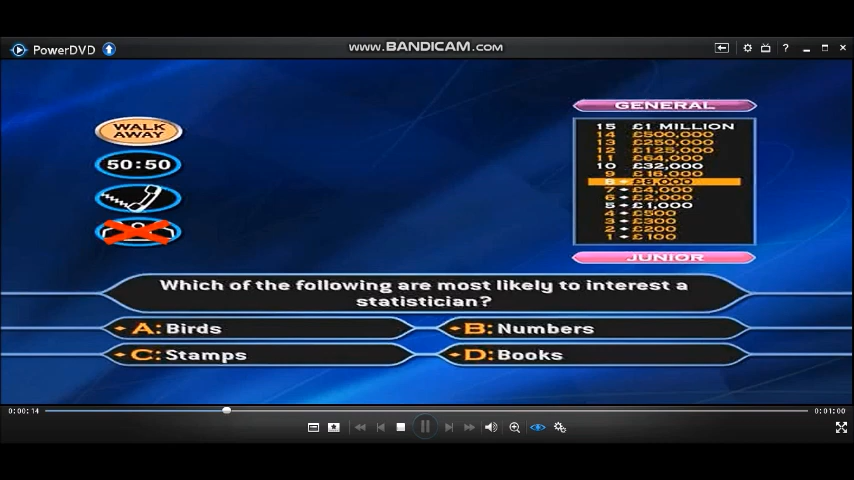 PowerDVD
www.BANDICAM.com
?
WALK
AWAY
50:50
GENERAL
15 £1 MILLION
14 £500,000
13 £250,000
12 £125,000
11 £64,000
10 £32,000
9 £16,000
8 £8,000
7 £4,000
6 £2,000
5 £1,000
4 £500
3 £300
2 £200
1 £100
JUNIOR
Which of the following are most likely to interest a
statistician?
A: Birds
B: Numbers
C: Stamps
D: Books
0:00:14
0:01:00